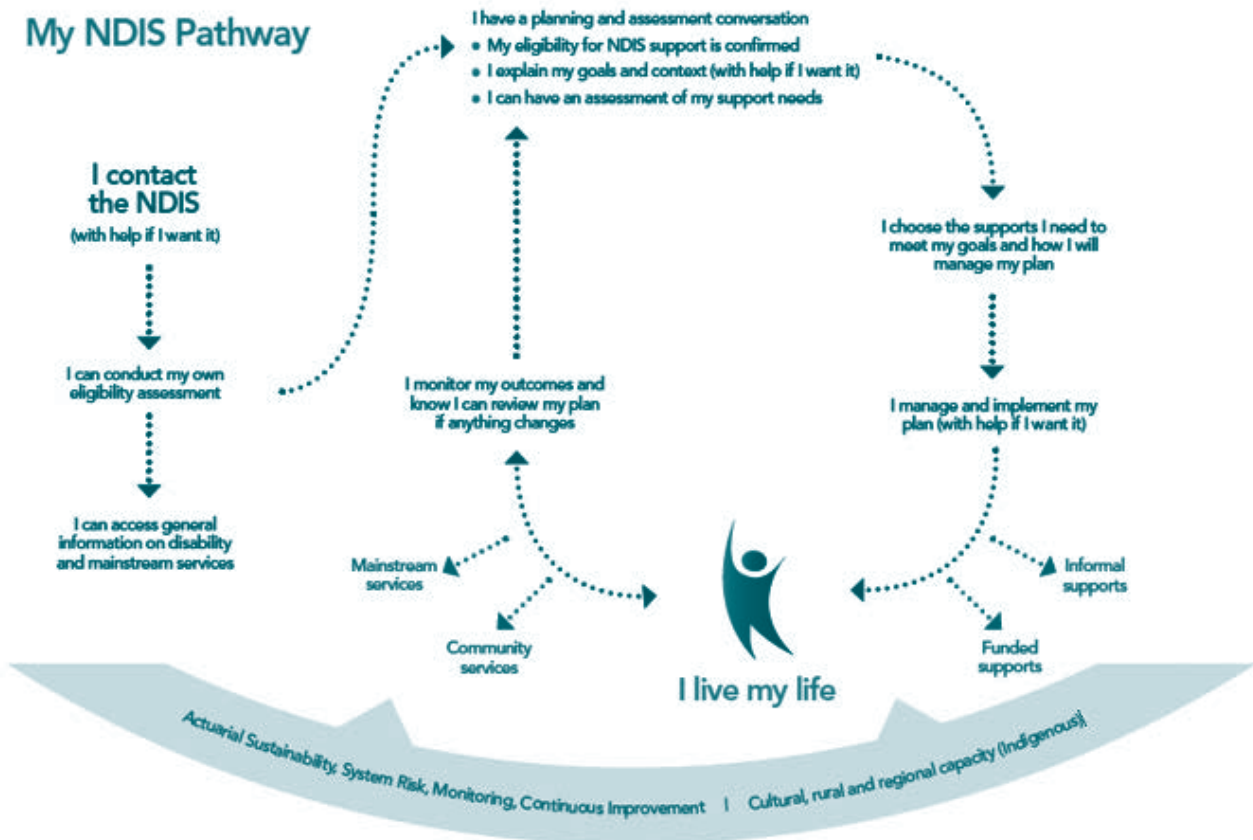 My NDIS Pathway
I have a planning and assessment conversation
• My eligibility for NDIS support is confirmed
• I explain my goals and context (with help if I want it)
• I can have an assessment of my support needs
I contact
the NDIS
(with help if I want it)
I can conduct my own
eligibility assessment
I can access general
information on disability
and mainstream services
I choose the supports I need to
meet my goals and how I will
manage my plan
I manage and implement my
plan (with help if I want it)
I monitor my outcomes and
know I can review my plan
if anything changes
Mainstream
services
Community
services
Informal
supports
Funded
supports
I live my life
Actuarial Sustainability, System Risk, Monitoring, Continuous Improvement | Cultural, rural and regional capacity (Indigenous)|